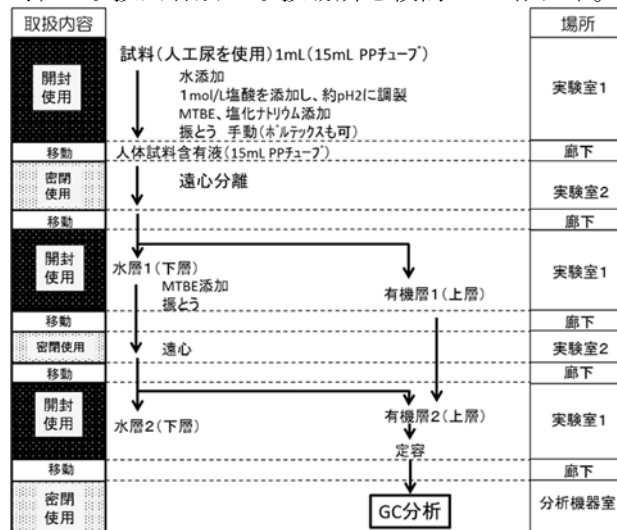 取扱内容
場所
試料(人工尿を使用)1mL(15mL PPチューブ)
水添加
1mol/L塩酸を添加し、約pH2に調製
MTBE、塩化ナトリウム添加
振とう 手動(ボルテックスも可)
開封
使用
実験室1
移動
人体試料含有液(15mL PPチューブ)
廊下
密閉
使用
遠心分離
実験室2
移動
廊下
開封
使用
水層1(下層)
MTBE添加
振とう
有機層1(上層)
実験室1
移動
廊下
密閉使用
遠心
実験室2
移動
廊下
開封
使用
水層2(下層)
有機層2(上層)
定容
実験室1
移動
廊下
密閉
使用
GC分析
分析機器室